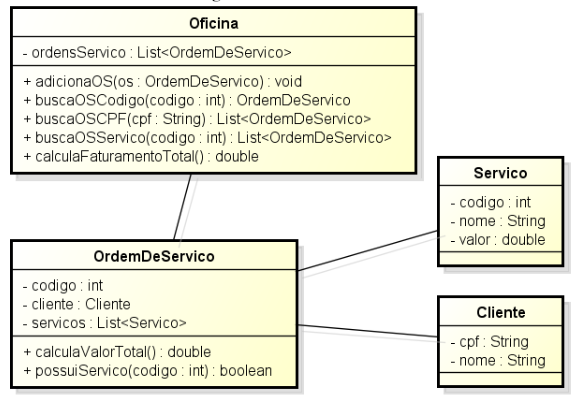 Oficina
- ordensServico : List<OrdemDeServico>
+ adicionaOS(os : OrdemDeServico) : void
+ buscaOSCodigo(codigo : int) : OrdemDeServico
+ buscaOSCPF(cpf : String) : List<OrdemDeServico>
+ buscaOSServico(codigo : int) : List<OrdemDeServico>
+ calculaFaturamentoTotal() : double
Servico
- codigo : int
- nome : String
- valor : double
OrdemDeServico
- codigo : int
- cliente : Cliente
- servicos : List<Servico>
+ calculaValorTotal() : double
+ possuiServico(codigo : int) : boolean
Cliente
- cpf : String
- nome : String